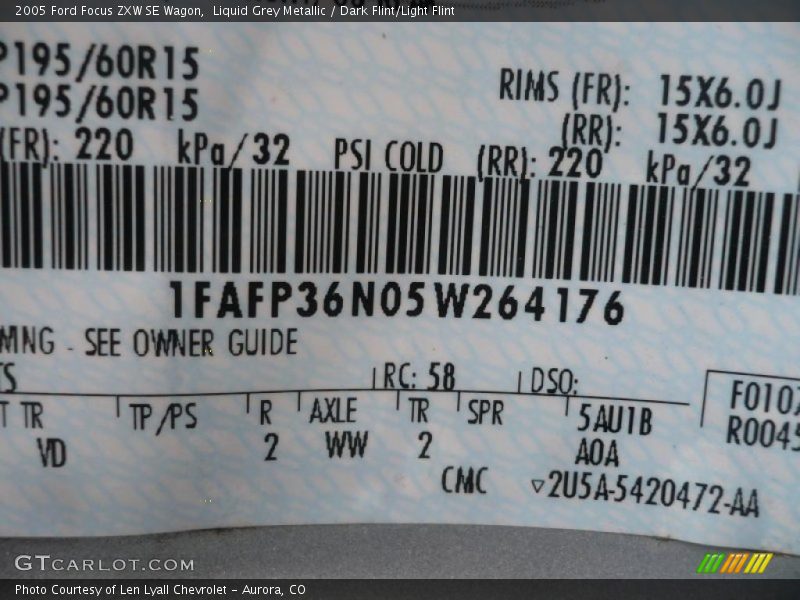 2005 Ford Focus ZXW SE Wagon,  Liquid Grey Metallic / Dark Flint/Light Flint
P195/60R15
P195/60R15
RIMS (FR): 15X6.0J
(RR): 15X6.0J
(FR): 220 kPa/32 PSI COLD (RR): 220 kPa/32
1FAFP36N05W264176
MNG - SEE OWNER GUIDE
RC: 58 DSO:
T TR TP/PS R AXLE TR SPR 5AU1B
VD 2 WW 2 A0A
F0107
R0045
CMC ▽2U5A-5420472-AA
GTCARLOT.COM
Photo Courtesy of Len Lyall Chevrolet - Aurora, CO